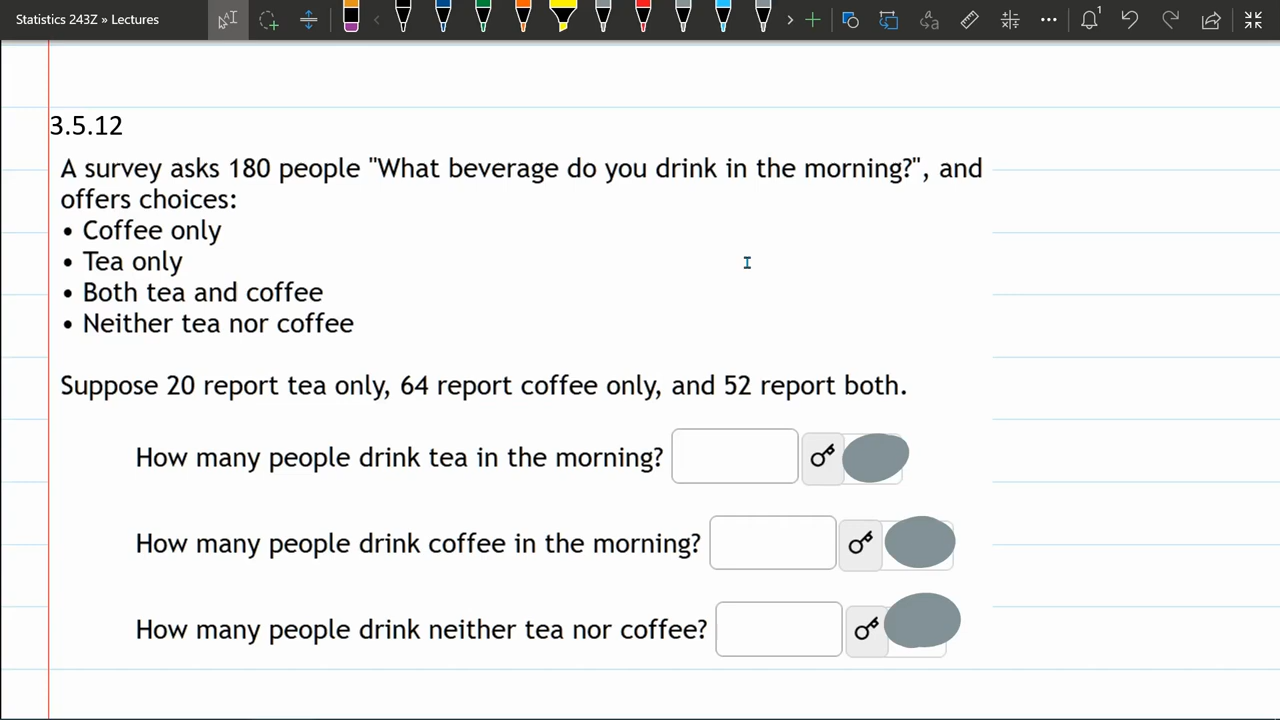 Statistics 243Z » Lectures
3.5.12
A survey asks 180 people "What beverage do you drink in the morning?", and
offers choices:
• Coffee only
• Tea only
• Both tea and coffee
• Neither tea nor coffee
Suppose 20 report tea only, 64 report coffee only, and 52 report both.
How many people drink tea in the morning?
How many people drink coffee in the morning?
How many people drink neither tea nor coffee?